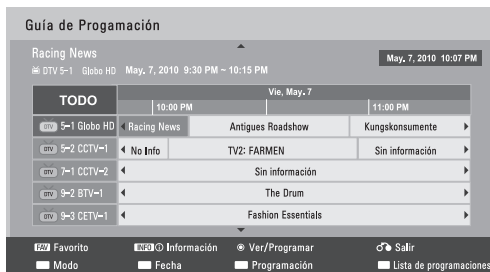 Guía de Progamación
Racing News
DTV 5-1 Globo HD May. 7, 2010 9:30 PM ~ 10:15 PM
May. 7, 2010 10:07 PM
TODO
Vie, May. 7
10:00 PM 11:00 PM
DTV 5-1 Globo HD Racing News Antigues Roadshow Kungskonsumente
DTV 5-2 CCTV-1 No Info TV2: FARMEN Sin información
DTV 7-1 CCTV-2 Sin información
DTV 9-2 BTV-1 The Drum
DTV 9-3 CETV-1 Fashion Essentials
FAV Favorito INFO Información Ver/Programar Salir
Modo Fecha Programación Lista de programaciones